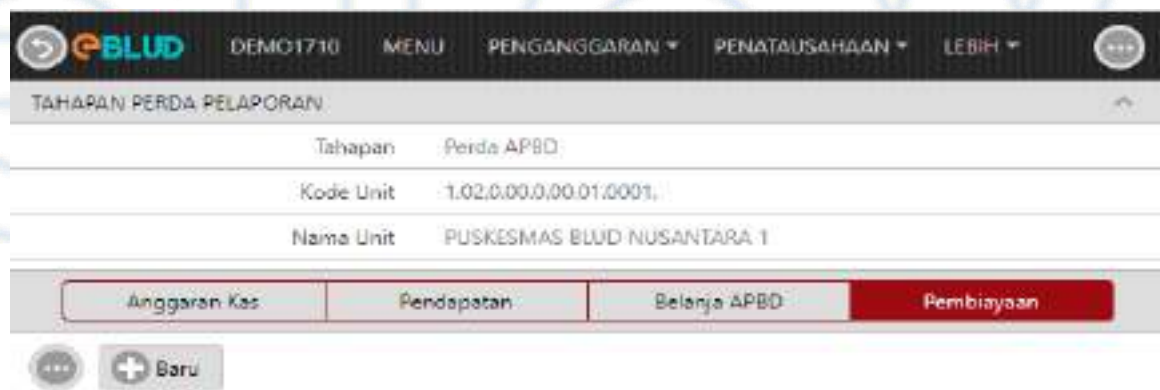 eBLUD DEMO1710 MENU PENGANGGARAN PENATAUSAHAAN LEBIH
TAHAPAN PERDA PELAPORAN
Tahapan Perda APBD
Kode Unit 1.02.0.00.0.00.01.0001.
Nama Unit PUSKESMAS BLUD NUSANTARA 1
Anggaran Kas Pendapatan Belanja APBD Pembiayaan
Baru